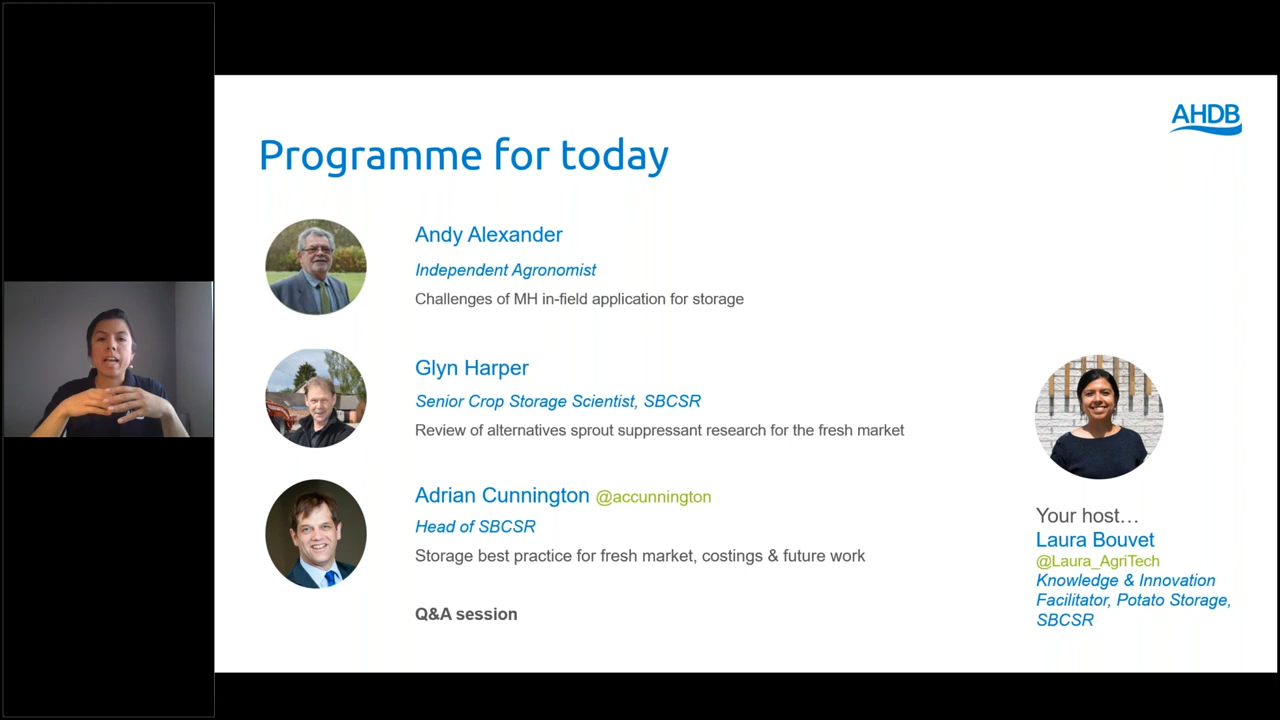 AHDB
Programme for today
Andy Alexander
Independent Agronomist
Challenges of MH in-field application for storage
Glyn Harper
Senior Crop Storage Scientist, SBCSR
Review of alternatives sprout suppressant research for the fresh market
Adrian Cunnington @accunnington
Head of SBCSR
Storage best practice for fresh market, costings & future work
Q&A session
Your host…
Laura Bouvet
@Laura_AgriTech
Knowledge & Innovation
Facilitator, Potato Storage,
SBCSR